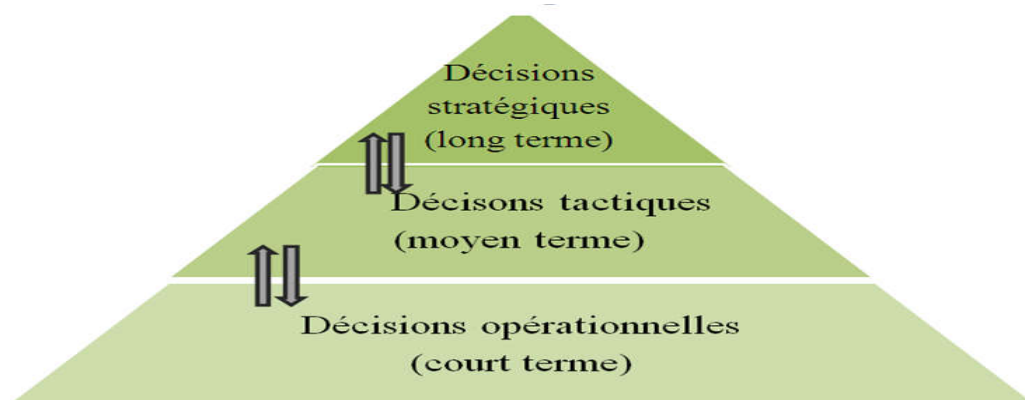 Décisions
stratégiques
(long terme)
Décisons tactiques
(moyen terme)
Décisions opérationnelles
(court terme)